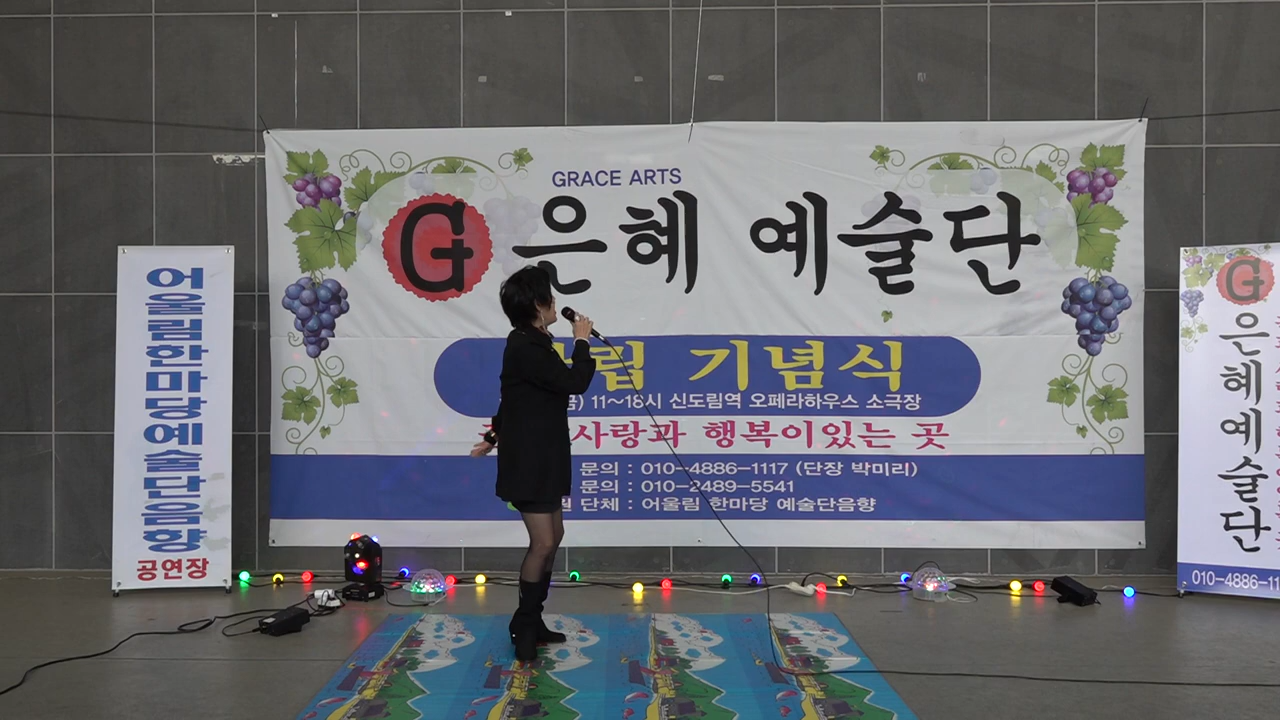 어울림한마당예술단음향
공연장
GRACE ARTS
G 은혜 예술단
립 기념식
금) 11~18시 신도림역 오페라하우스 소극장
사랑과 행복이있는 곳
문의 : 010-4886-1117 (단장 박미리)
문의 : 010-2489-5541
단체 : 어울림 한마당 예술단음향
G
은혜예술단
010-4886-11